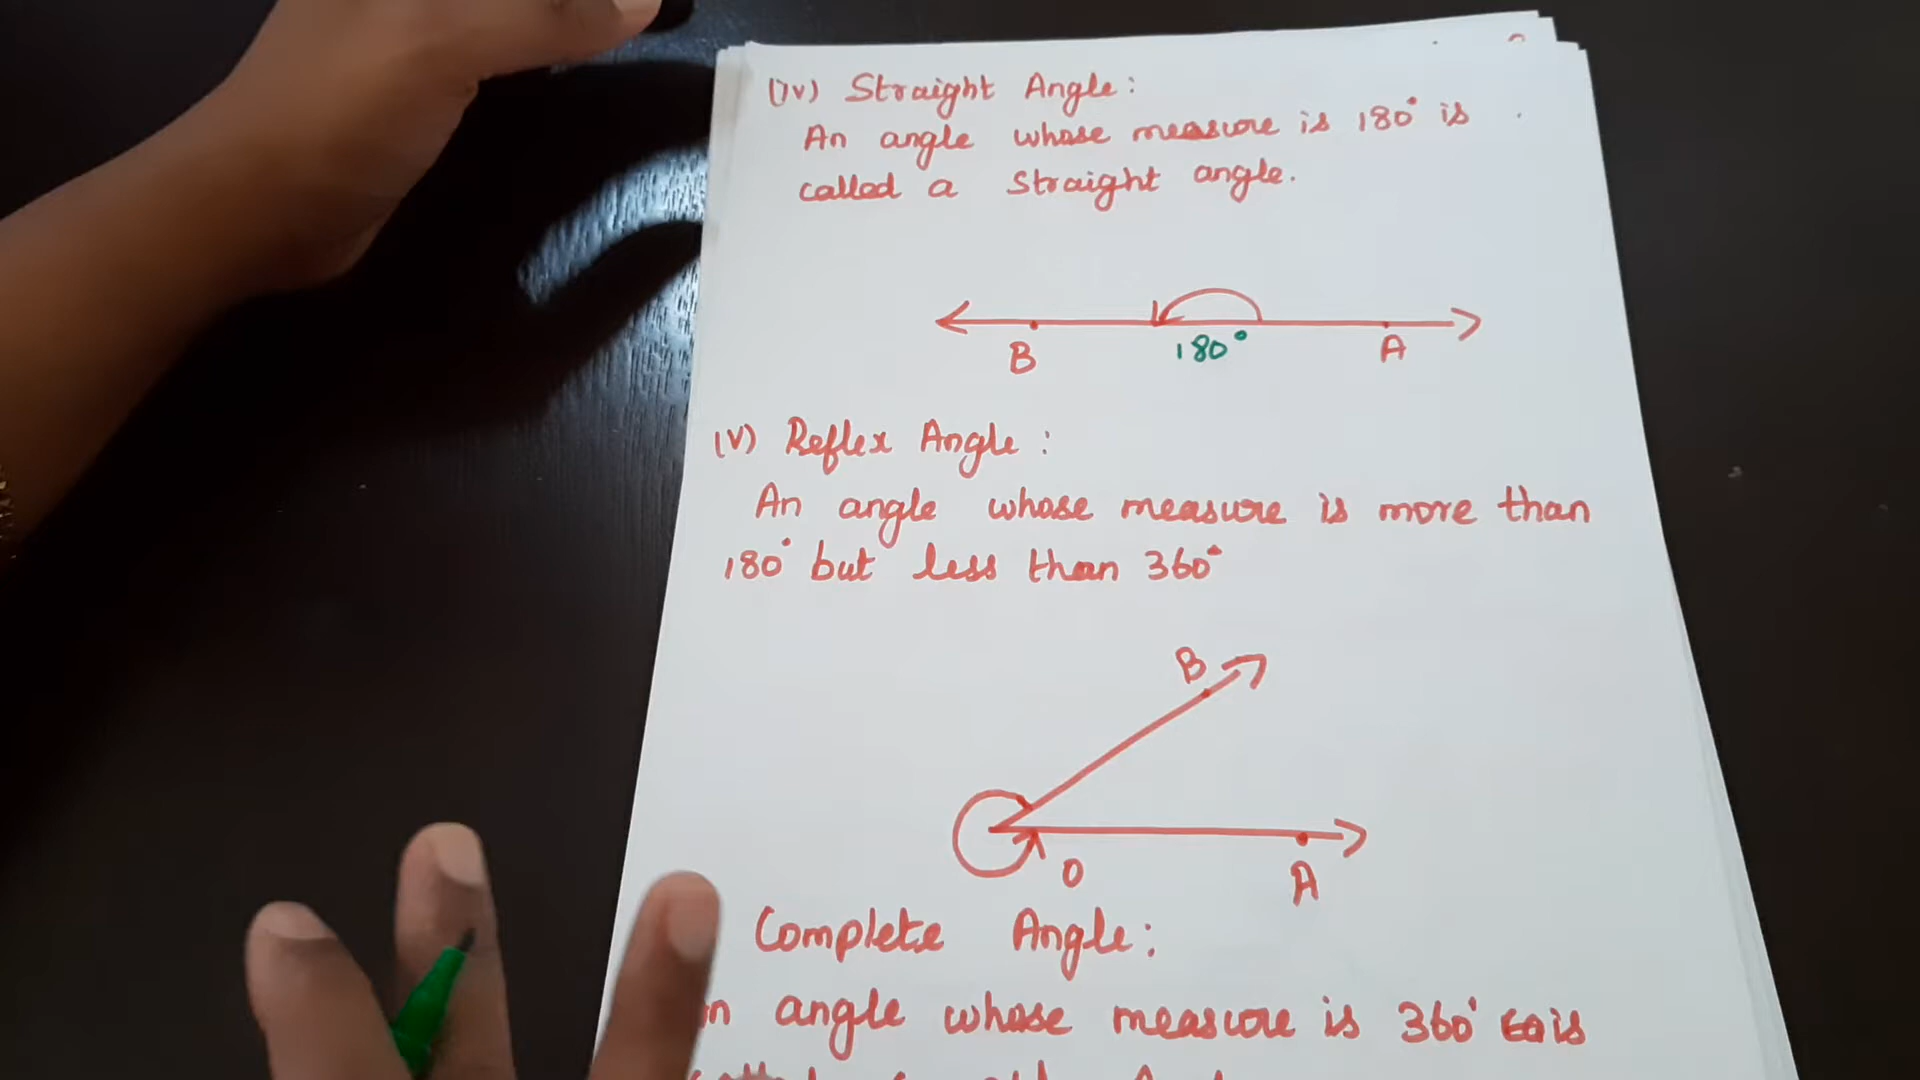 (iv) Straight Angle:
An angle whose measure is 180° is
called a straight angle.
B 180° A
(V) Reflex Angle:
An angle whose measure is more than
180° but less than 360°
B
O A
Complete Angle:
angle whose measure is 360° is